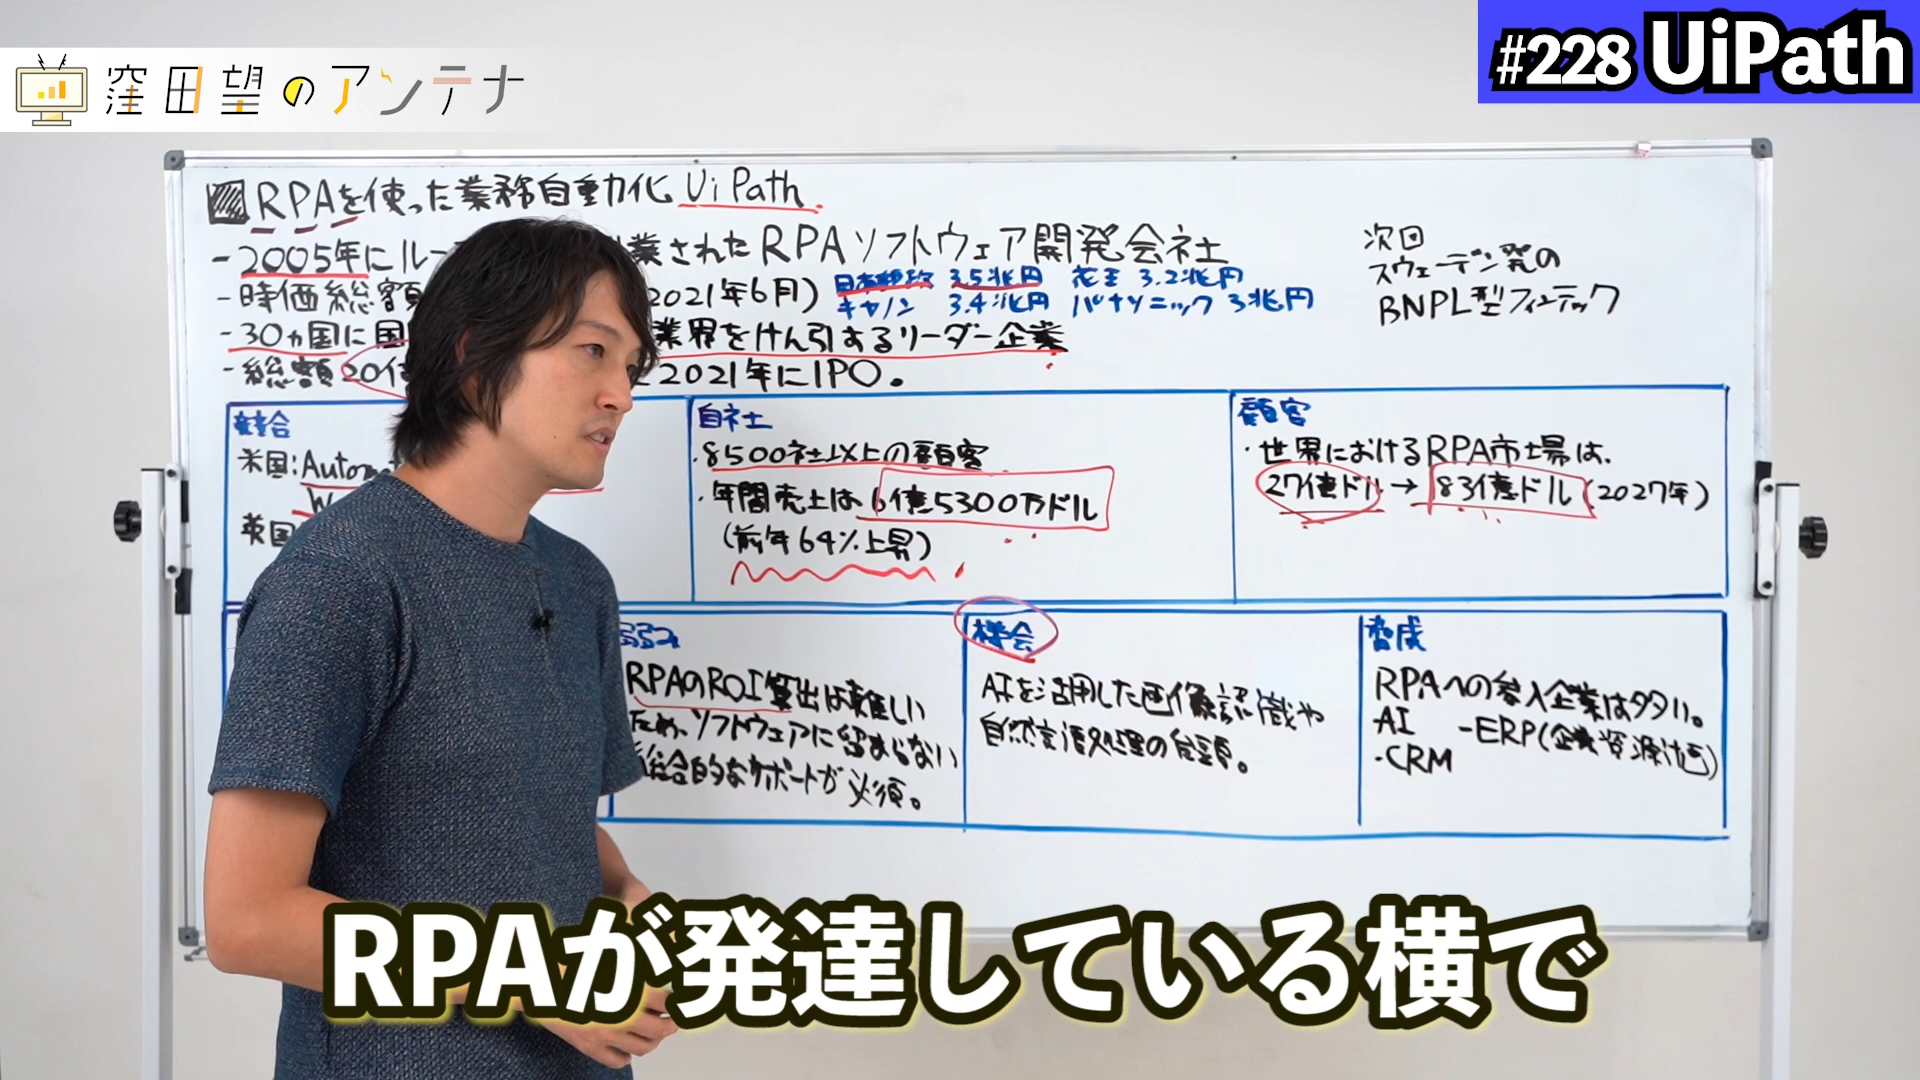 窪田望のアンテナ
#228 UiPath
RPAを使った業務自動化 UiPath
- 2005年にルー
業されたRPAソフトウェア開発会社
- 時価総額
2021年6月)
日本郵政 3.5兆円 花王 3.2兆円
キヤノン 3.4兆円 パナソニック 3兆円
- 30ヵ国に国
業界をけん引するリーダー企業
- 総額20億
2021年にIPO。
次回
スウェーデン発の
BNPL型フィンテック
競合
米国:Autom
W
英国
自社
・8500社以上の顧客
・年間売上は6億5300万ドル
(前年64%上昇)
顧客
・世界におけるRPA市場は、
27億ドル→83億ドル(2027年)
RPAのROI算出は難しい
ため、ソフトウェアに留まらない
総合的なサポートが必須。
機会
AIを活用した画像認識や
自然言語処理の台頭。
脅威
RPAへの参入企業は多い。
-AI -ERP(企業資源計画)
-CRM
RPAが発達している横で